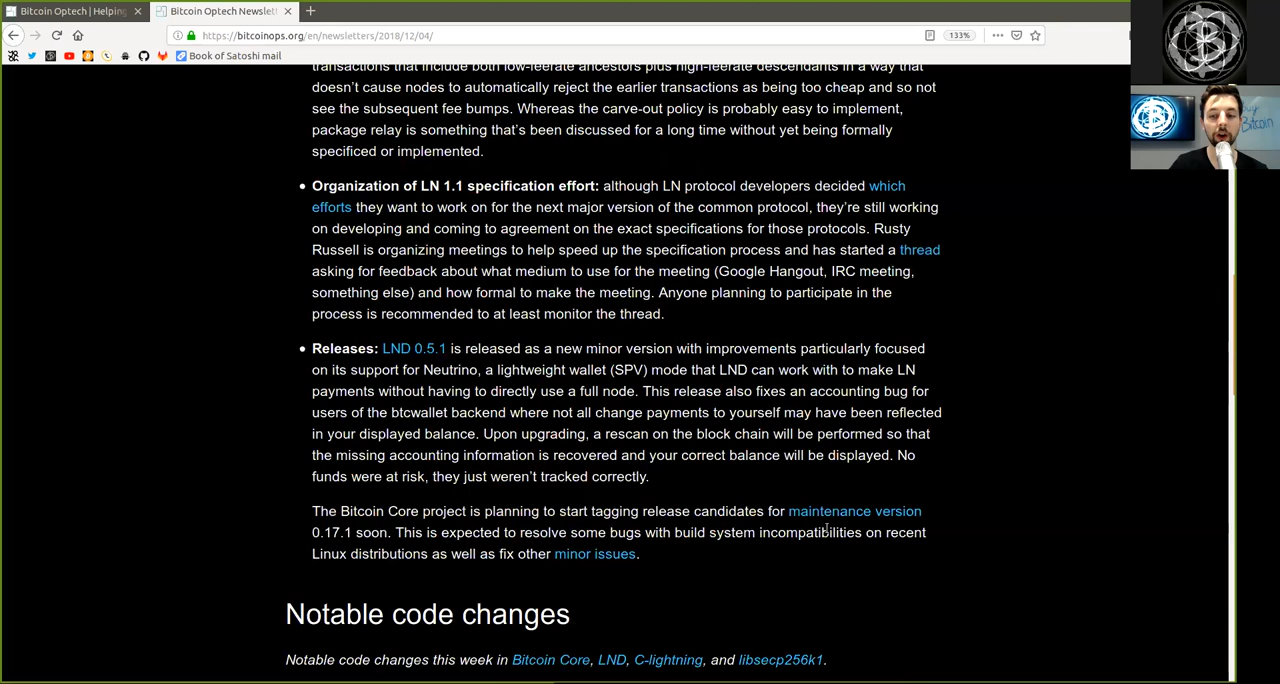 Bitcoin Optech | Helping
Bitcoin Optech Newslett
https://bitcoinops.org/en/newsletters/2018/12/04/
133%
Book of Satoshi mail
transactions that include both low-feerate ancestors plus high-feerate descendants in a way that
doesn't cause nodes to automatically reject the earlier transactions as being too cheap and so not
see the subsequent fee bumps. Whereas the carve-out policy is probably easy to implement,
package relay is something that's been discussed for a long time without yet being formally
specificed or implemented.
Organization of LN 1.1 specification effort: although LN protocol developers decided which
efforts they want to work on for the next major version of the common protocol, they're still working
on developing and coming to agreement on the exact specifications for those protocols. Rusty
Russell is organizing meetings to help speed up the specification process and has started a thread
asking for feedback about what medium to use for the meeting (Google Hangout, IRC meeting,
something else) and how formal to make the meeting. Anyone planning to participate in the
process is recommended to at least monitor the thread.
Releases: LND 0.5.1 is released as a new minor version with improvements particularly focused
on its support for Neutrino, a lightweight wallet (SPV) mode that LND can work with to make LN
payments without having to directly use a full node. This release also fixes an accounting bug for
users of the btcwallet backend where not all change payments to yourself may have been reflected
in your displayed balance. Upon upgrading, a rescan on the block chain will be performed so that
the missing accounting information is recovered and your correct balance will be displayed. No
funds were at risk, they just weren't tracked correctly.
The Bitcoin Core project is planning to start tagging release candidates for maintenance version
0.17.1 soon. This is expected to resolve some bugs with build system incompatibilities on recent
Linux distributions as well as fix other minor issues.
Notable code changes
Notable code changes this week in Bitcoin Core, LND, C-lightning, and libsecp256k1.
buy
Bitcoin